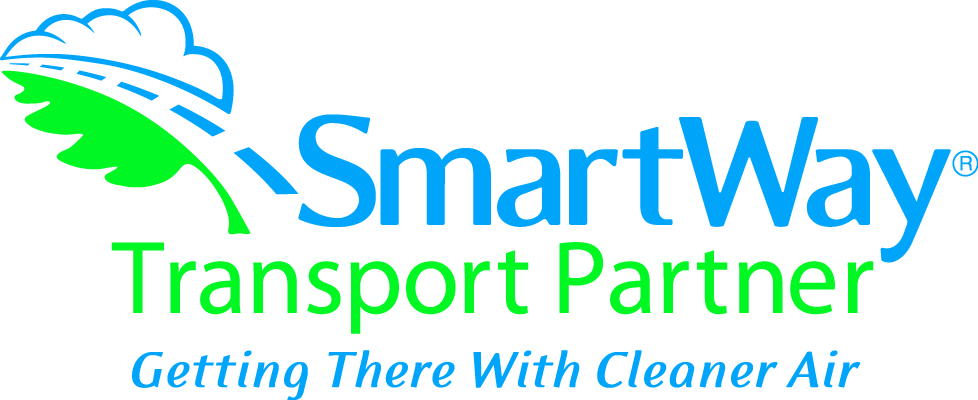 SmartWay®
Transport Partner
Getting There With Cleaner Air